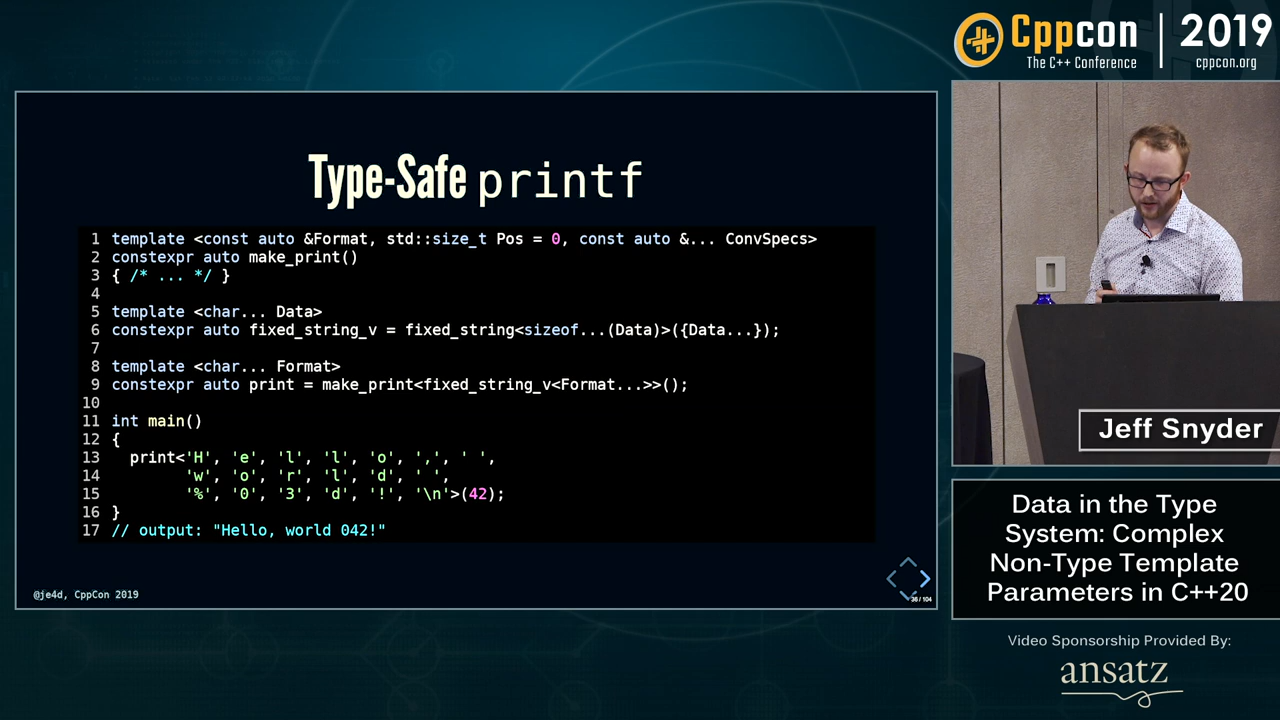 Cppcon
The C++ Conference
2019
cppcon.org
Type-Safe printf
1 template <const auto &Format, std::size_t Pos = 0, const auto &... ConvSpecs>
2 constexpr auto make_print()
3 { /* ... */ }
4
5 template <char... Data>
6 constexpr auto fixed_string_v = fixed_string<sizeof...(Data)>({Data...});
7
8 template <char... Format>
9 constexpr auto print = make_print<fixed_string_v<Format...>>();
10
11 int main()
12 {
13   print<'H', 'e', 'l', 'l', 'o', ',', ' ',
14         'w', 'o', 'r', 'l', 'd', ' ',
15         '%', '0', '3', 'd', '!', '\n'>(42);
16 }
17 // output: "Hello, world 042!"
@je4d, CppCon 2019
36 / 104
Jeff Snyder
Data in the Type
System: Complex
Non-Type Template
Parameters in C++20
Video Sponsorship Provided By:
ansatz